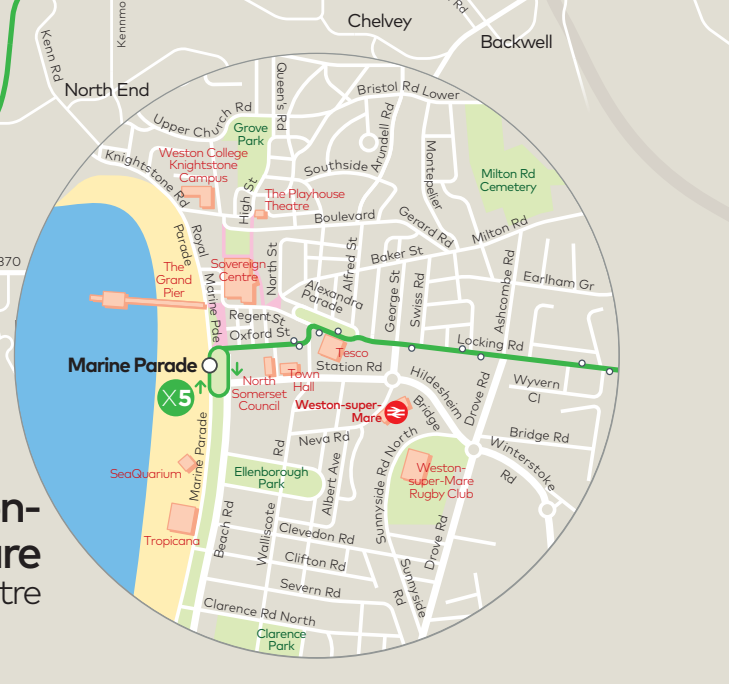 Kenn Rd
Kennmo
Chelvey
Rd
Backwell
North End
Queen's Rd
Bristol Rd Lower
Upper Church Rd
Grove
Park
Arundell Rd
Weston College
Knightstone
Campus
Southside
Montepelier
Milton Rd
Cemetery
Knightstone Rd
High St
The Playhouse
Theatre
Boulevard
Gerard Rd
Milton Rd
Royal
Parade
370
The
Grand
Pier
Sovereign
Centre
North St
Alfred St
Baker St
Alexandra
Parade
George St
Swiss Rd
Ashcombe Rd
Earlham Gr
Marine Pde
Regent St
Oxford St
Locking Rd
Tesco
Marine Parade
Station Rd
X5
North
Somerset
Council
Town
Hall
Weston-super-
Mare
Hildesheim
Bridge
Drove Rd
Wyvern
Cl
Marine Parade
Neva Rd
Bridge Rd
Winterstoke
Rd
SeaQuarium
Ellenborough
Park
Walliscote
Rd
Albert Ave
Sunnyside Rd North
Weston-
super-Mare
Rugby Club
n-
Tropicana
Beach Rd
Clevedon Rd
Drove Rd
re
Clifton Rd
Sunnyside
Rd
tre
Severn Rd
Clarence Rd North
Clarence
Park